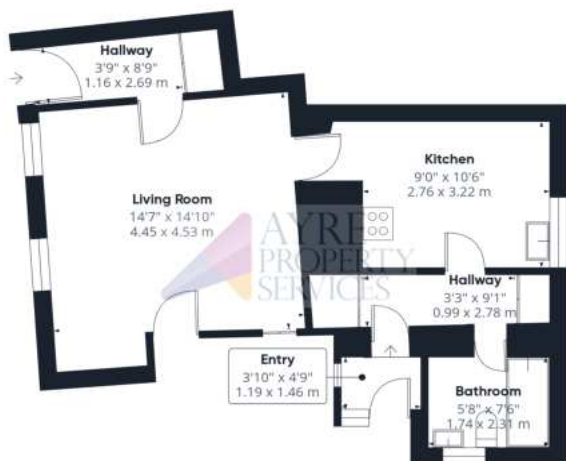 Hallway
3'9" x 8'9"
1.16 x 2.69 m
Kitchen
9'0" x 10'6"
2.76 x 3.22 m
Living Room
14'7" x 14'10"
4.45 x 4.53 m
AYRE
PROPERTY
SERVICES
Hallway
3'3" x 9'1"
0.99 x 2.78 m
Entry
3'10" x 4'9"
1.19 x 1.46 m
Bathroom
5'8" x 7'6"
1.74 x 2.31 m